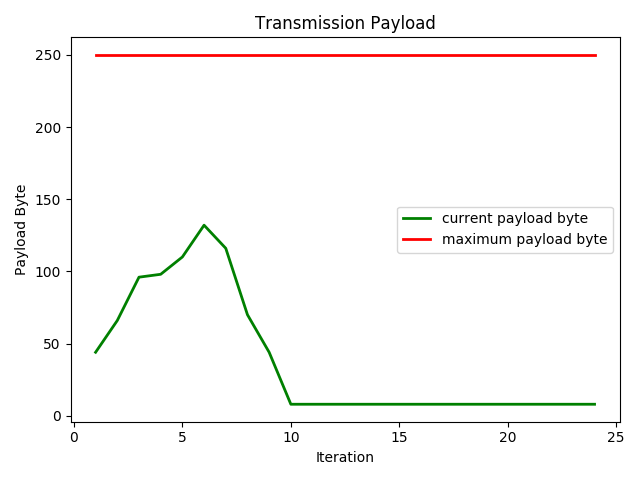 Transmission Payload
250
200
150
100
50
0
Payload Byte
current payload byte
maximum payload byte
0 5 10 15 20 25
Iteration